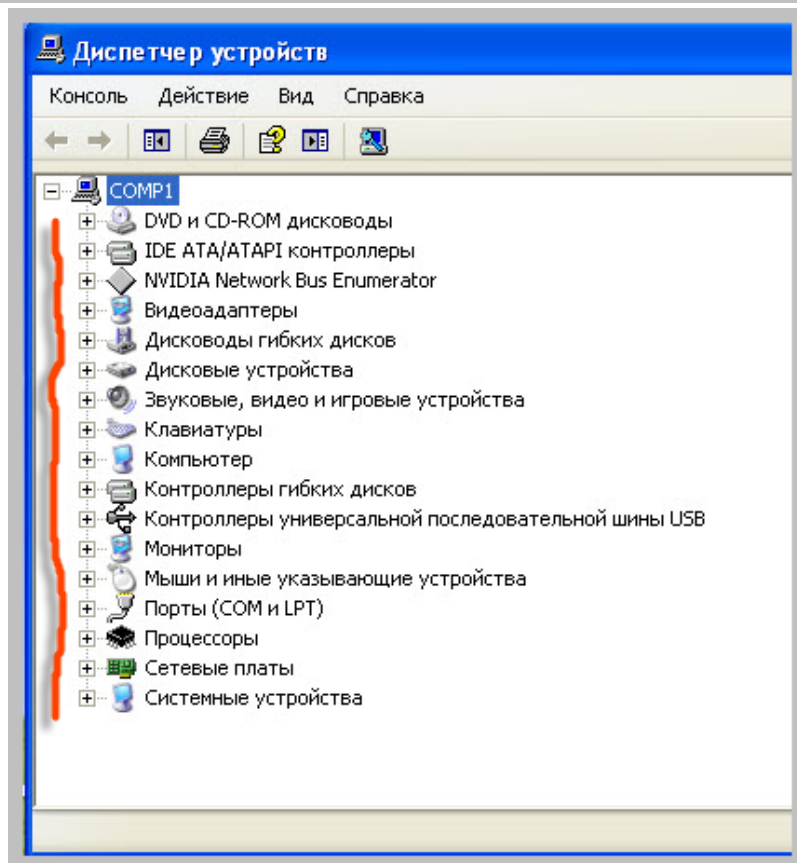 Диспетчер устройств
Консоль Действие Вид Справка
COMP1
DVD и CD-ROM дисководы
IDE ATA/ATAPI контроллеры
NVIDIA Network Bus Enumerator
Видеоадаптеры
Дисководы гибких дисков
Дисковые устройства
Звуковые, видео и игровые устройства
Клавиатуры
Компьютер
Контроллеры гибких дисков
Контроллеры универсальной последовательной шины USB
Мониторы
Мыши и иные указывающие устройства
Порты (COM и LPT)
Процессоры
Сетевые платы
Системные устройства